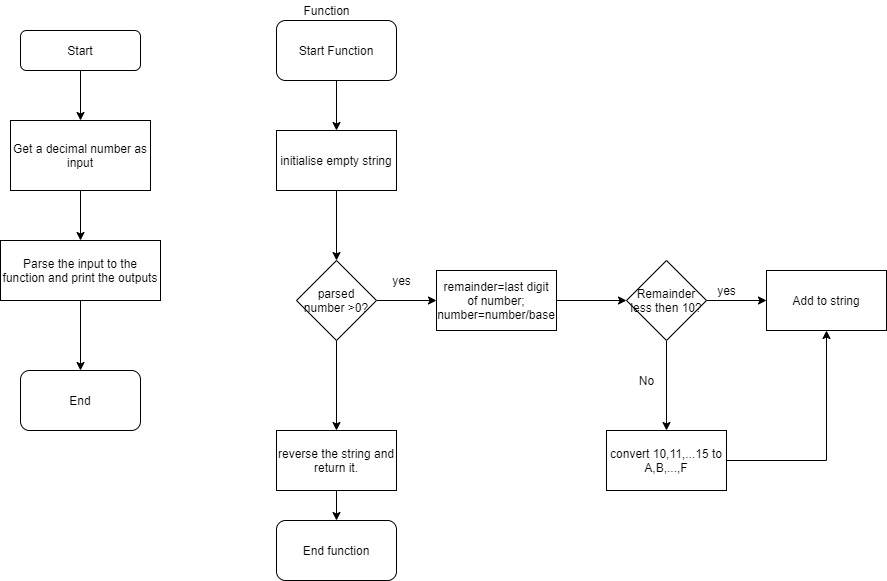 Function
Start
Start Function
Get a decimal number as
input
initialise empty string
Parse the input to the
function and print the outputs
parsed
number >0?
yes
remainder=last digit
of number;
number=number/base
Remainder
less then 10?
yes
Add to string
No
End
reverse the string and
return it.
convert 10,11,...15 to
A,B,...,F
End function